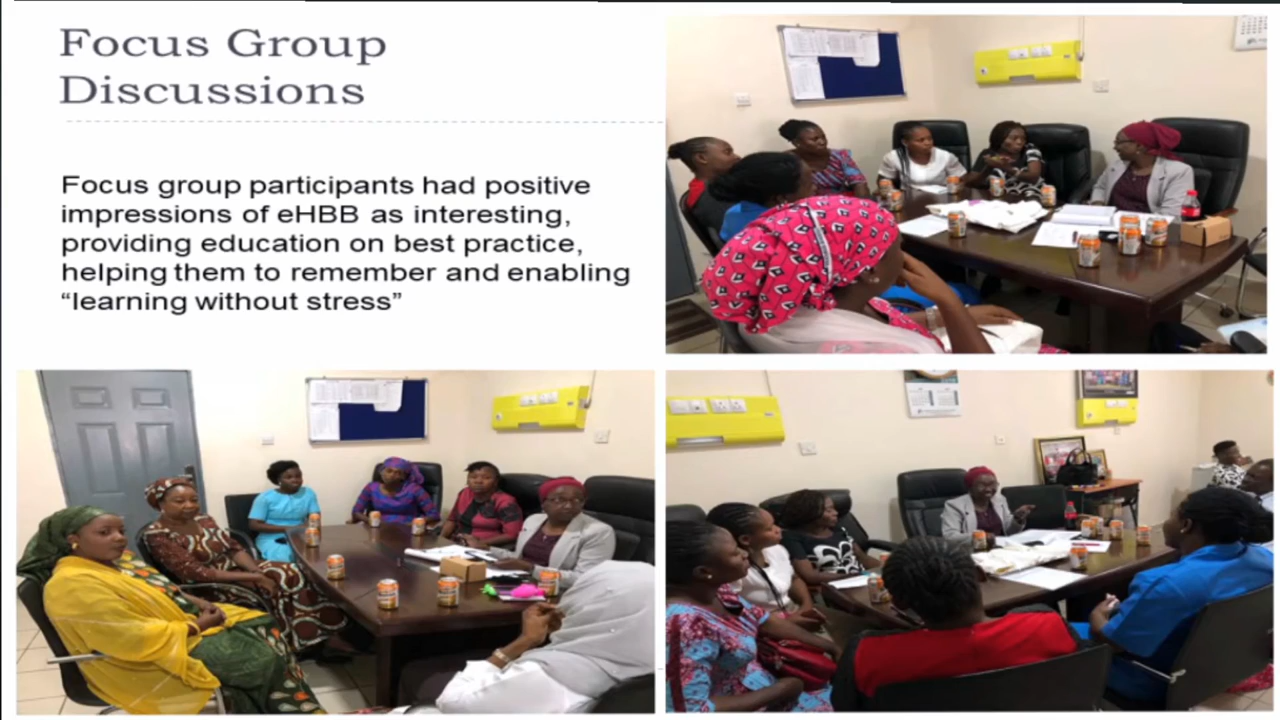 Focus Group
Discussions
Focus group participants had positive
impressions of eHBB as interesting,
providing education on best practice,
helping them to remember and enabling
“learning without stress”